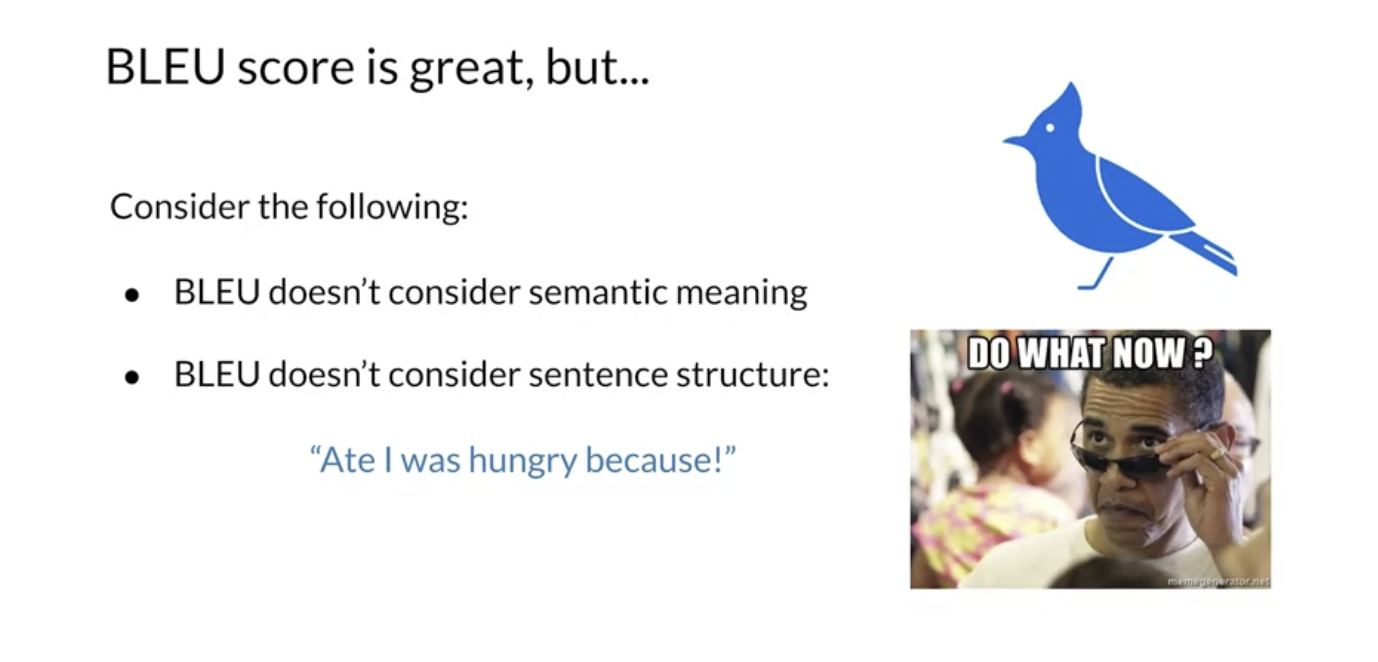 BLEU score is great, but...
Consider the following:
● BLEU doesn’t consider semantic meaning
● BLEU doesn’t consider sentence structure:
“Ate I was hungry because!”
DO WHAT NOW ?
memegenerator.net